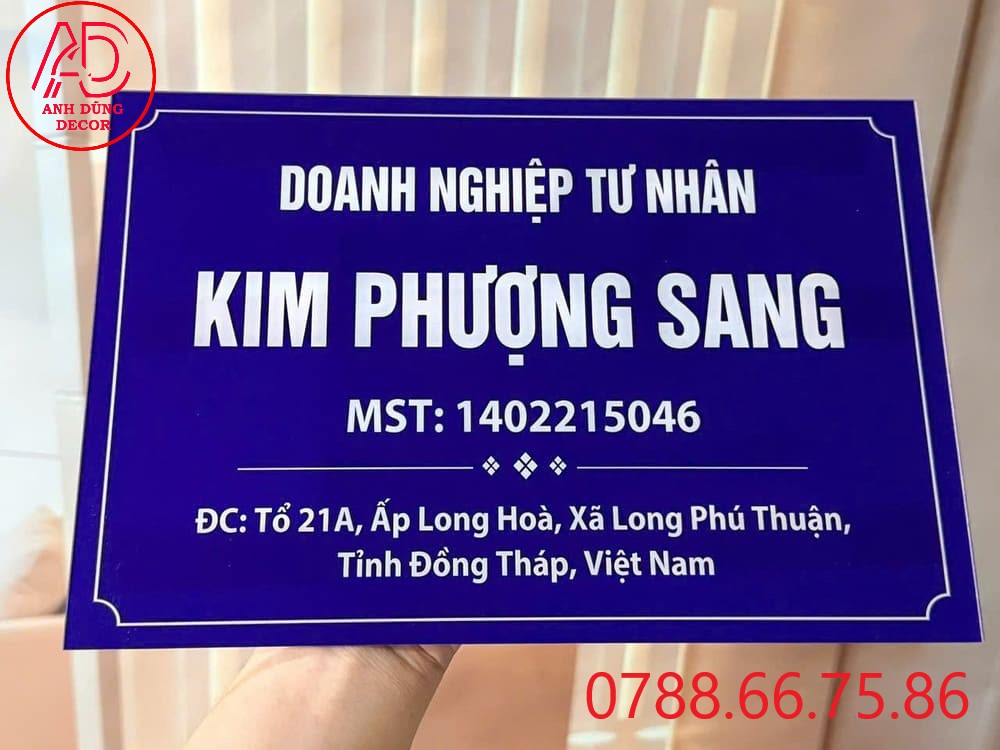 ANH DŨNG
DECOR
DOANH NGHIỆP TƯ NHÂN
KIM PHƯỢNG SANG
MST: 1402215046
ĐC: Tổ 21A, Ấp Long Hoà, Xã Long Phú Thuận,
Tỉnh Đồng Tháp, Việt Nam
0788.66.75.86